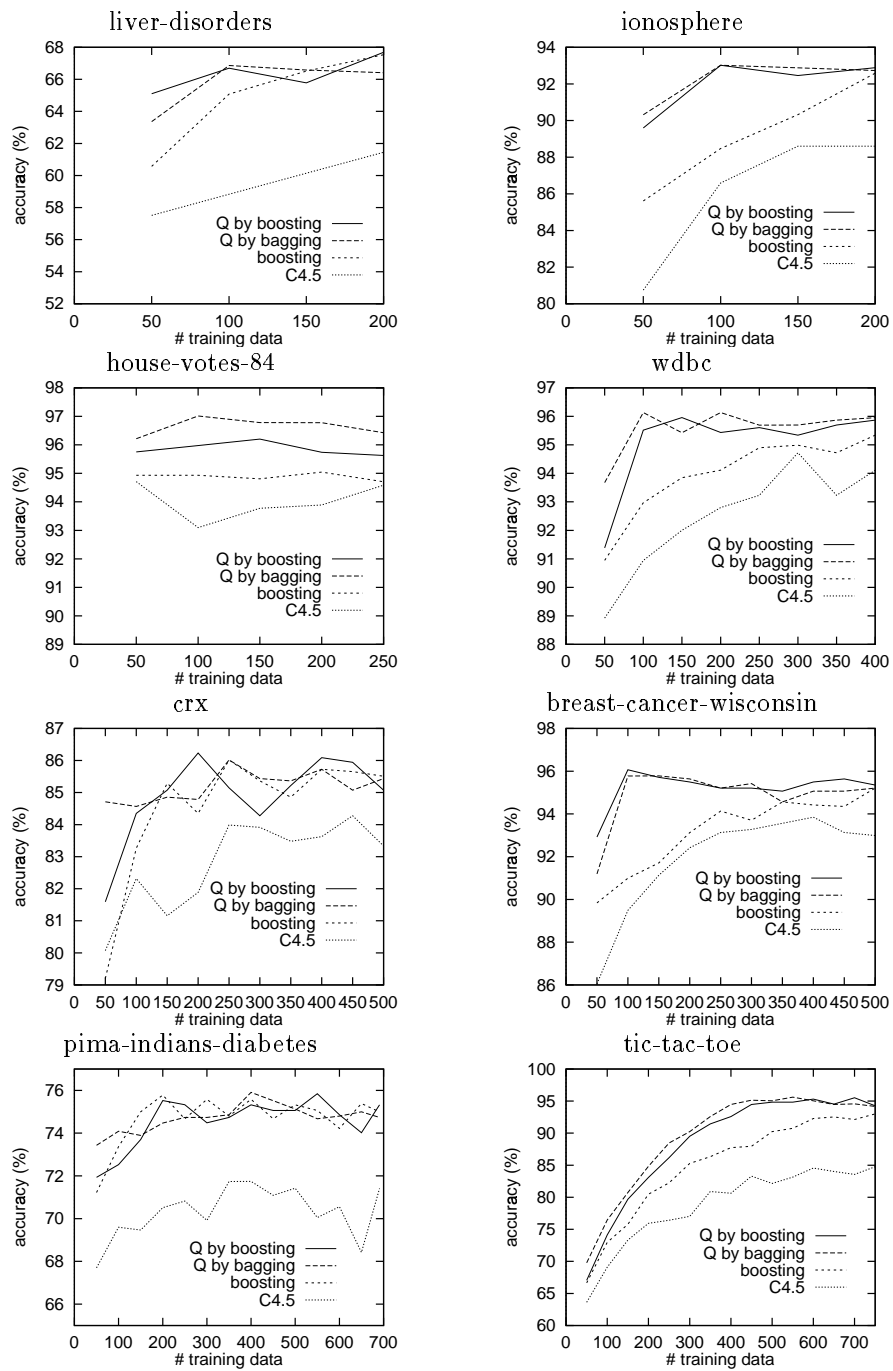 liver-disorders
68
66
64
62
60
58
56
54
52
accuracy (%)
Q by boosting
Q by bagging
boosting
C4.5
0 50 100 150 200
# training data
ionosphere
94
92
90
88
86
84
82
80
accuracy (%)
Q by boosting
Q by bagging
boosting
C4.5
0 50 100 150 200
# training data
house-votes-84
98
97
96
95
94
93
92
91
90
89
accuracy (%)
Q by boosting
Q by bagging
boosting
C4.5
0 50 100 150 200 250
# training data
wdbc
97
96
95
94
93
92
91
90
89
88
accuracy (%)
Q by boosting
Q by bagging
boosting
C4.5
0 50 100 150 200 250 300 350 400
# training data
crx
87
86
85
84
83
82
81
80
79
accuracy (%)
Q by boosting
Q by bagging
boosting
C4.5
0 50 100 150 200 250 300 350 400 450 500
# training data
breast-cancer-wisconsin
98
96
94
92
90
88
86
accuracy (%)
Q by boosting
Q by bagging
boosting
C4.5
0 50 100 150 200 250 300 350 400 450 500
# training data
pima-indians-diabetes
76
74
72
70
68
66
accuracy (%)
Q by boosting
Q by bagging
boosting
C4.5
0 100 200 300 400 500 600 700
# training data
tic-tac-toe
100
95
90
85
80
75
70
65
60
accuracy (%)
Q by boosting
Q by bagging
boosting
C4.5
0 100 200 300 400 500 600 700
# training data